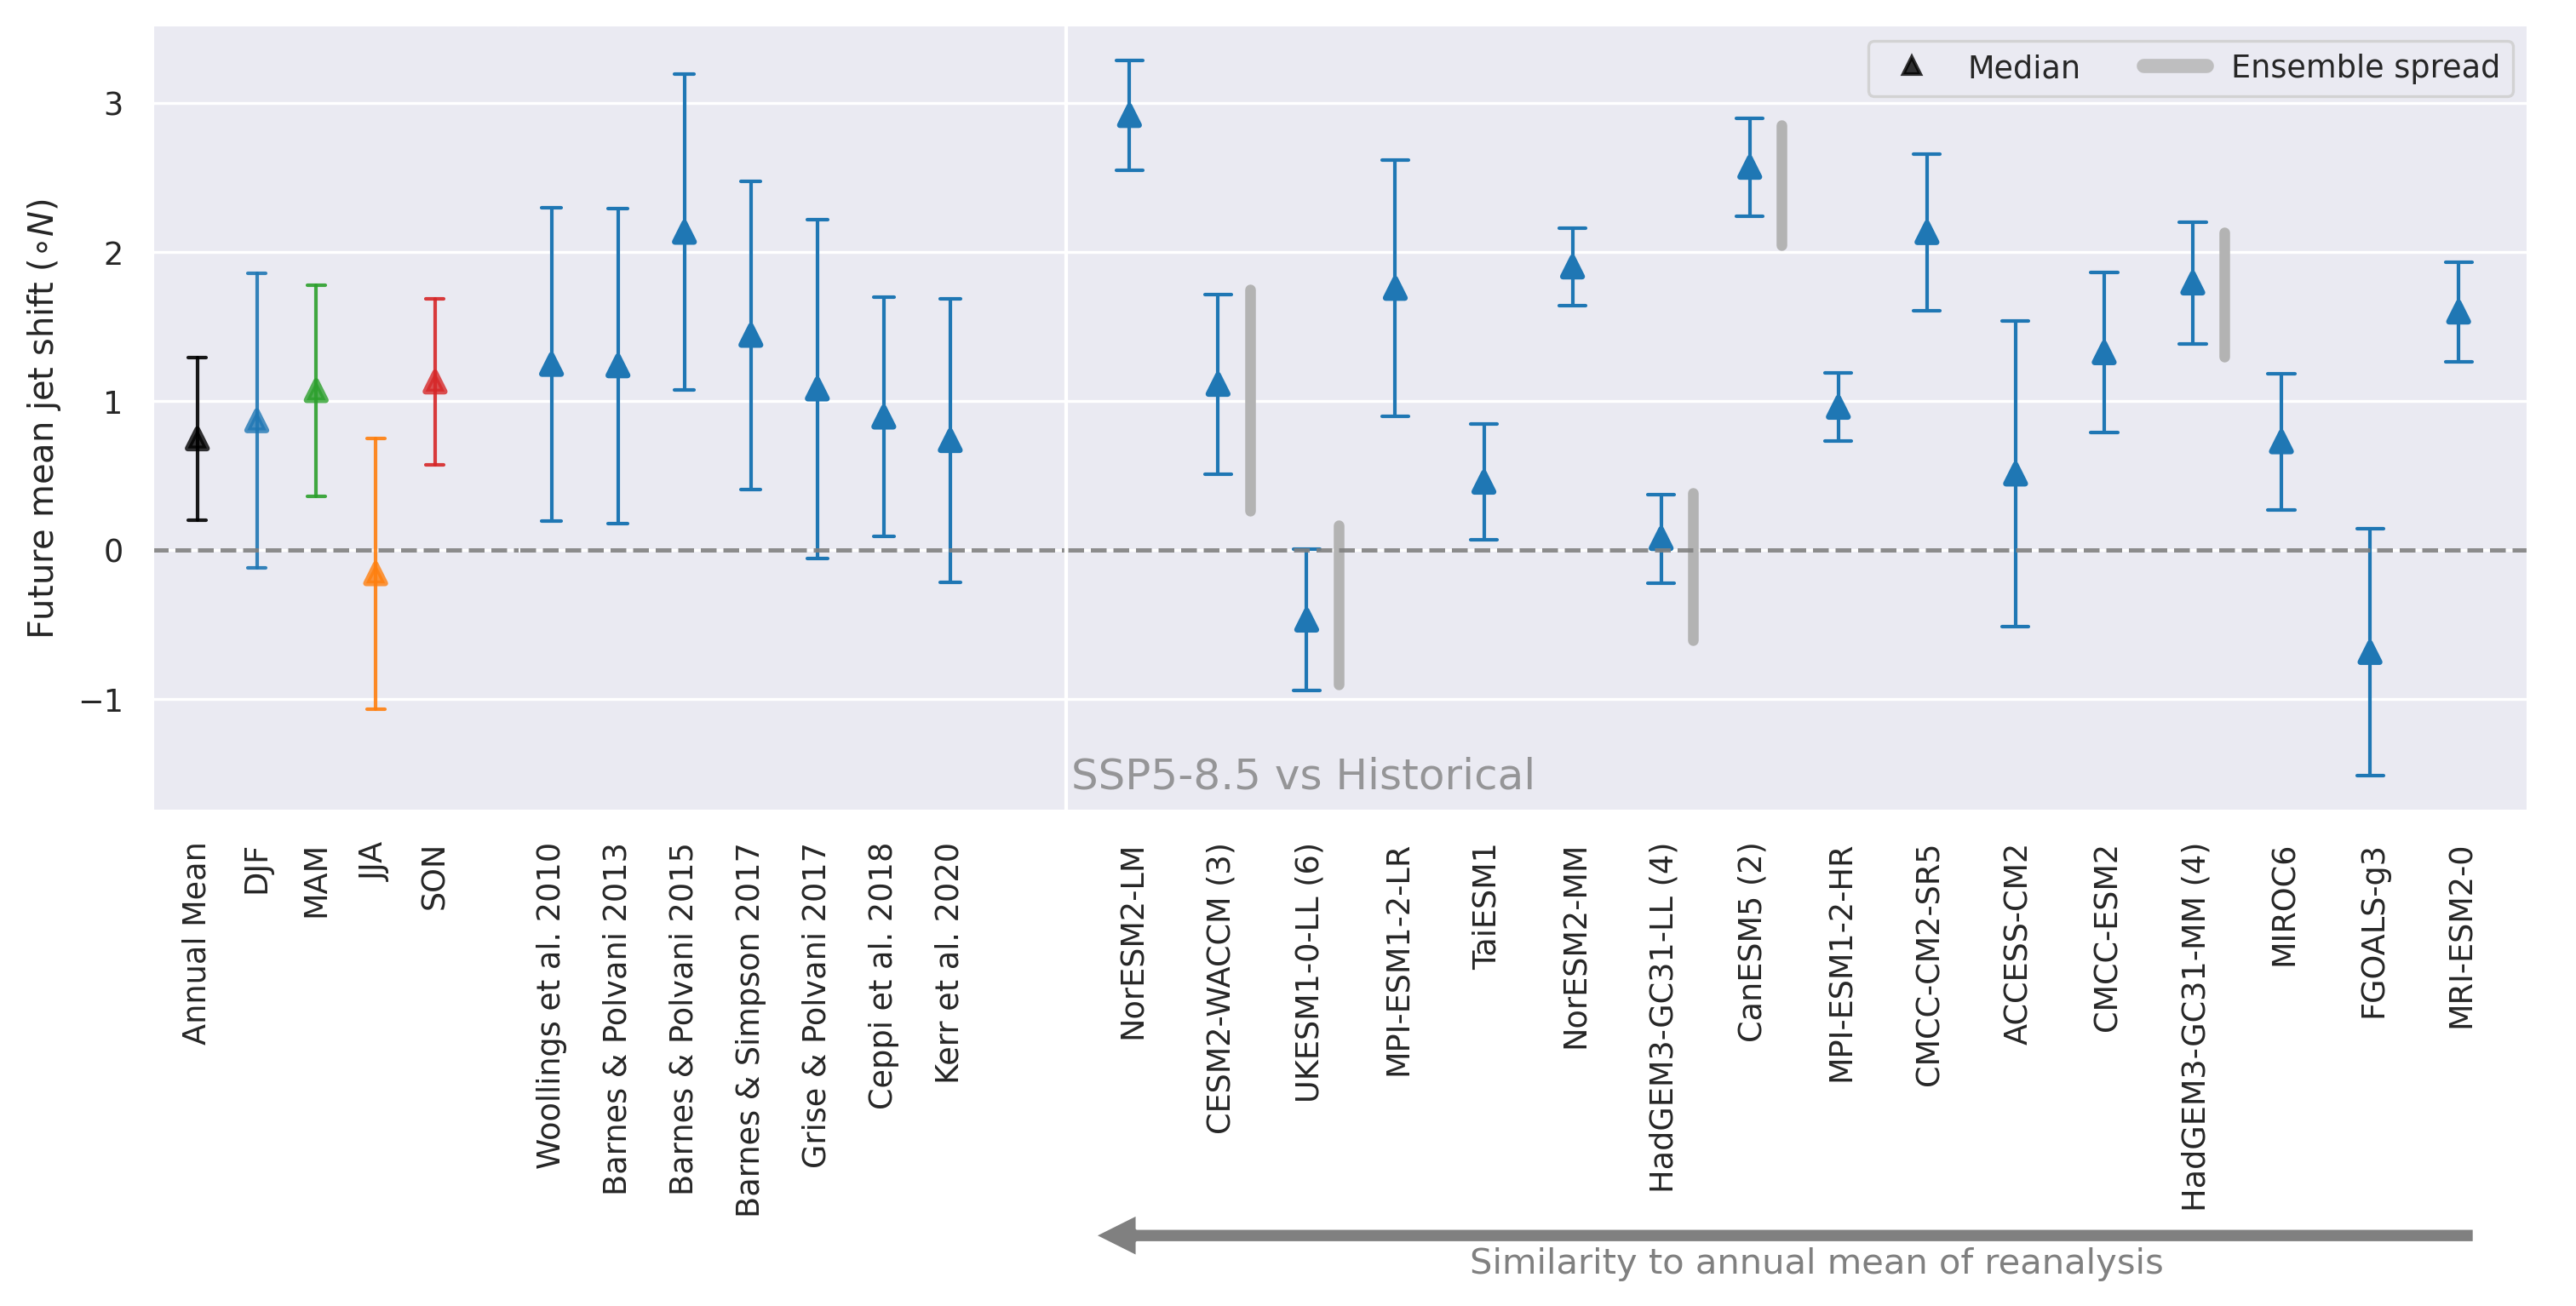 Median
Ensemble spread
Future mean jet shift (∘N)
3
2
1
0
−1
SSP5-8.5 vs Historical
Annual Mean
DJF
MAM
JJA
SON
Woollings et al. 2010
Barnes & Polvani 2013
Barnes & Polvani 2015
Barnes & Simpson 2017
Grise & Polvani 2017
Ceppi et al. 2018
Kerr et al. 2020
NorESM2-LM
CESM2-WACCM (3)
UKESM1-0-LL (6)
MPI-ESM1-2-LR
TaiESM1
NorESM2-MM
HadGEM3-GC31-LL (4)
CanESM5 (2)
MPI-ESM1-2-HR
CMCC-CM2-SR5
ACCESS-CM2
CMCC-ESM2
HadGEM3-GC31-MM (4)
MIROC6
FGOALS-g3
MRI-ESM2-0
Similarity to annual mean of reanalysis